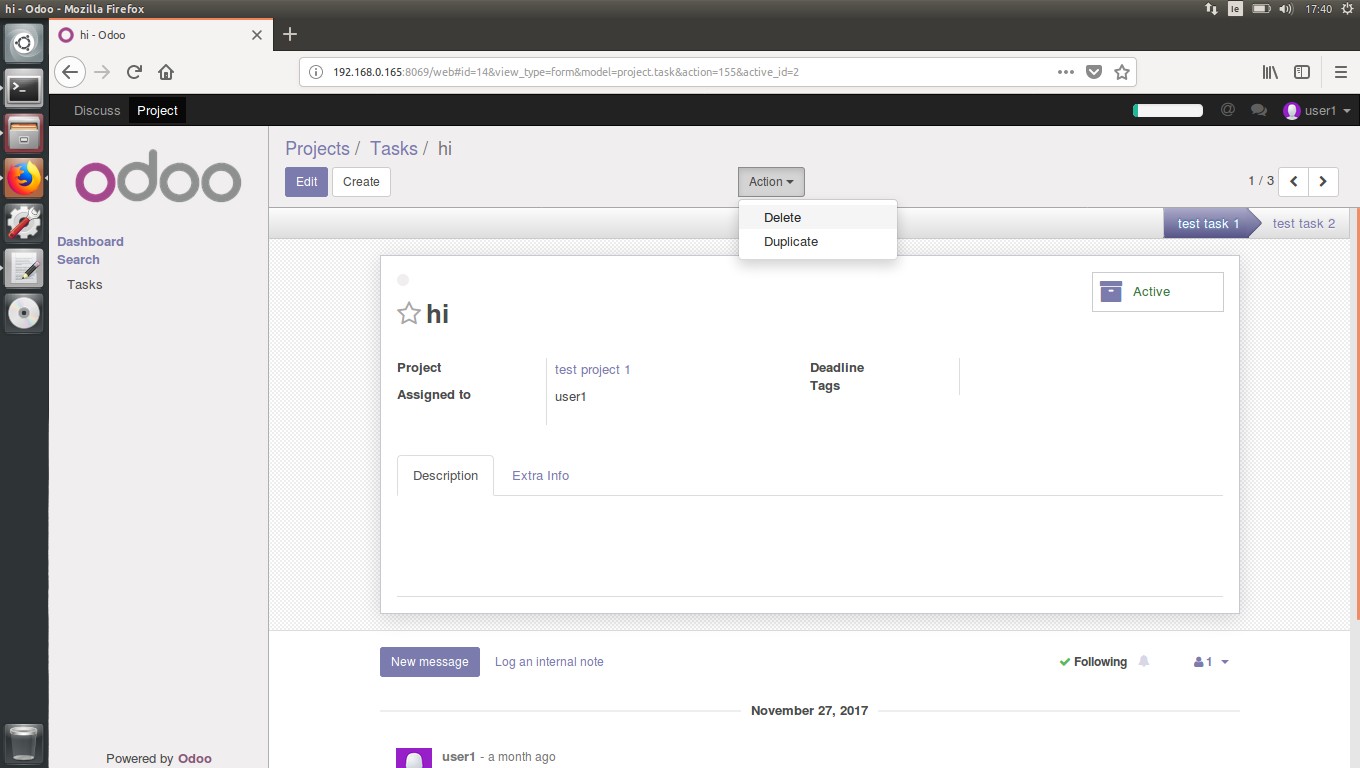 hi - Odoo - Mozilla Firefox
Ie
17:40
hi - Odoo
192.168.0.165:8069/web#id=14&view_type=form&model=project.task&action=155&active_id=2
Discuss Project
@ user1
odoo
Dashboard
Search
Tasks
Projects / Tasks / hi
Edit Create Action 1 / 3
Delete
Duplicate
test task 1 test task 2
Active
hi
Project test project 1
Assigned to user1
Deadline
Tags
Description Extra Info
New message Log an internal note Following 1
November 27, 2017
user1 - a month ago
Powered by Odoo